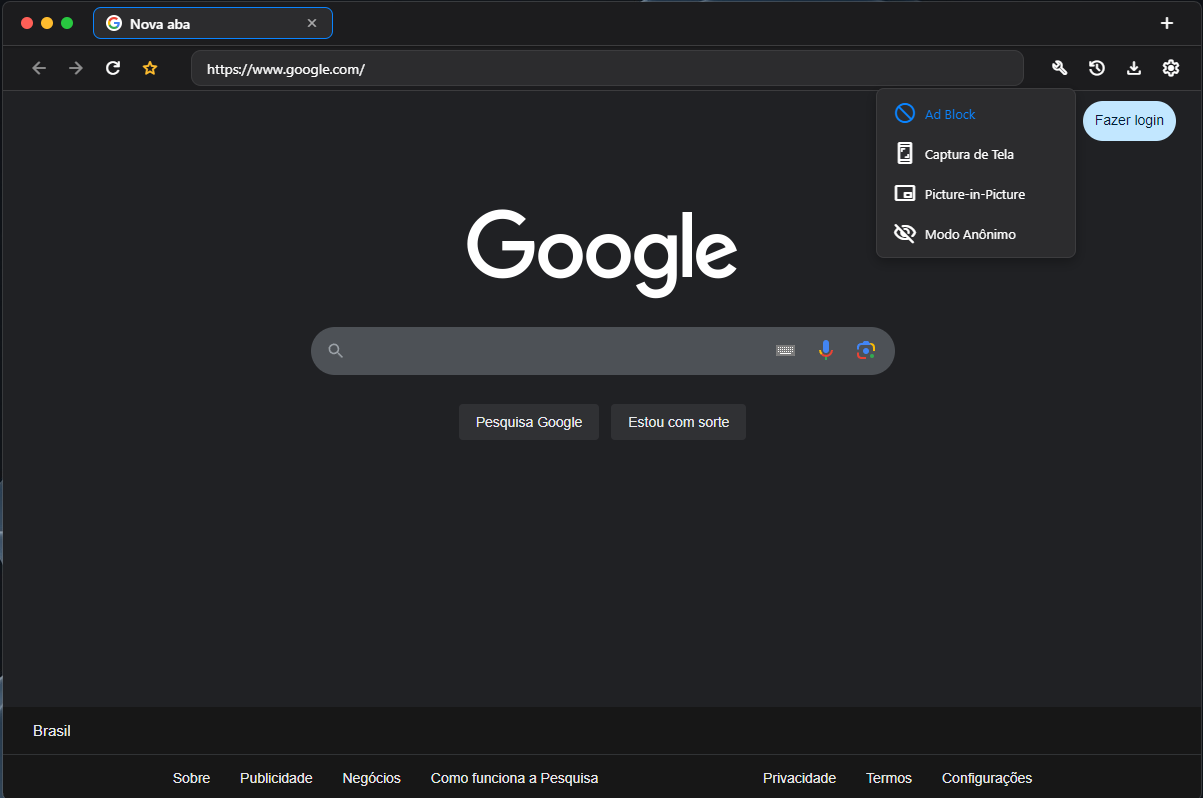 Nova aba
https://www.google.com/
Ad Block
Fazer login
Captura de Tela
Picture-in-Picture
Modo Anônimo
Google
Pesquisa Google
Estou com sorte
Brasil
Sobre
Publicidade
Negócios
Como funciona a Pesquisa
Privacidade
Termos
Configurações